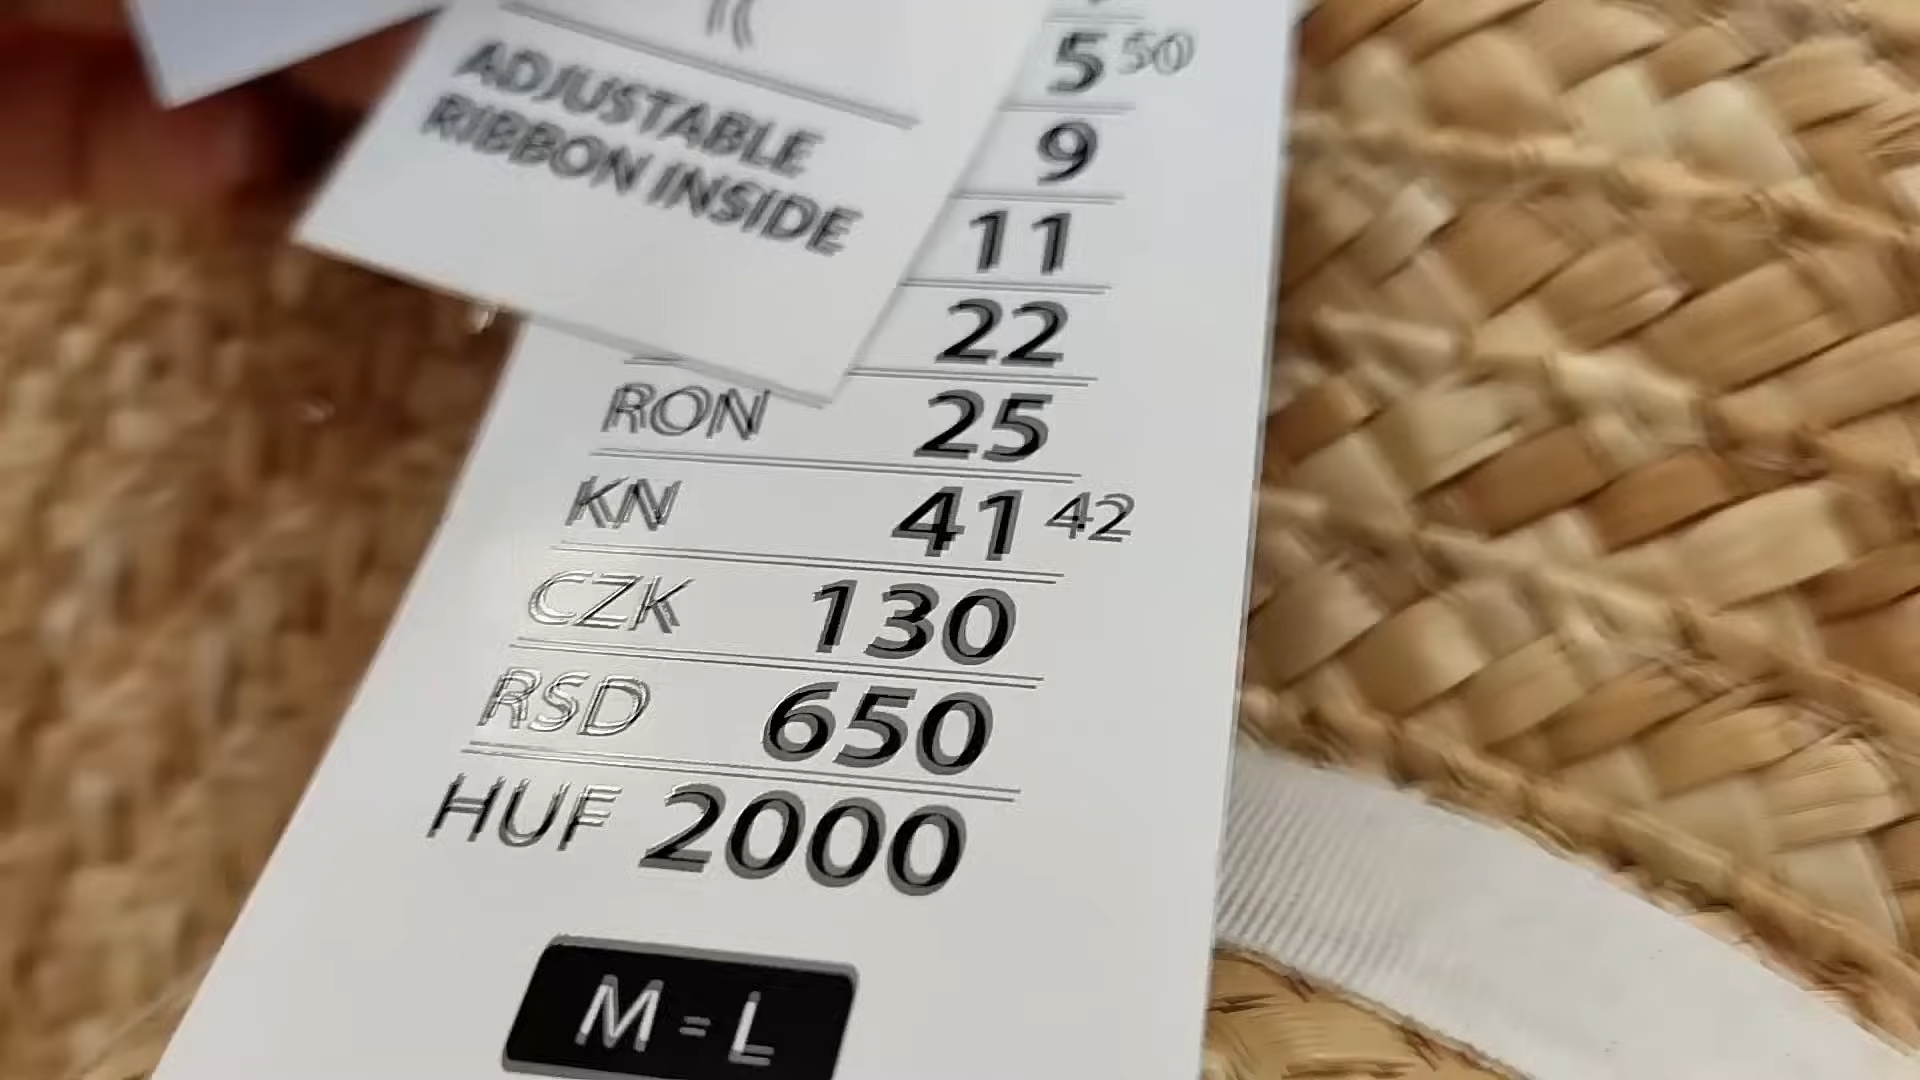 ADJUSTABLE
RIBBON INSIDE
5 50
9
11
22
RON 25
KN 41 42
CZK 130
RSD 650
HUF 2000
M = L